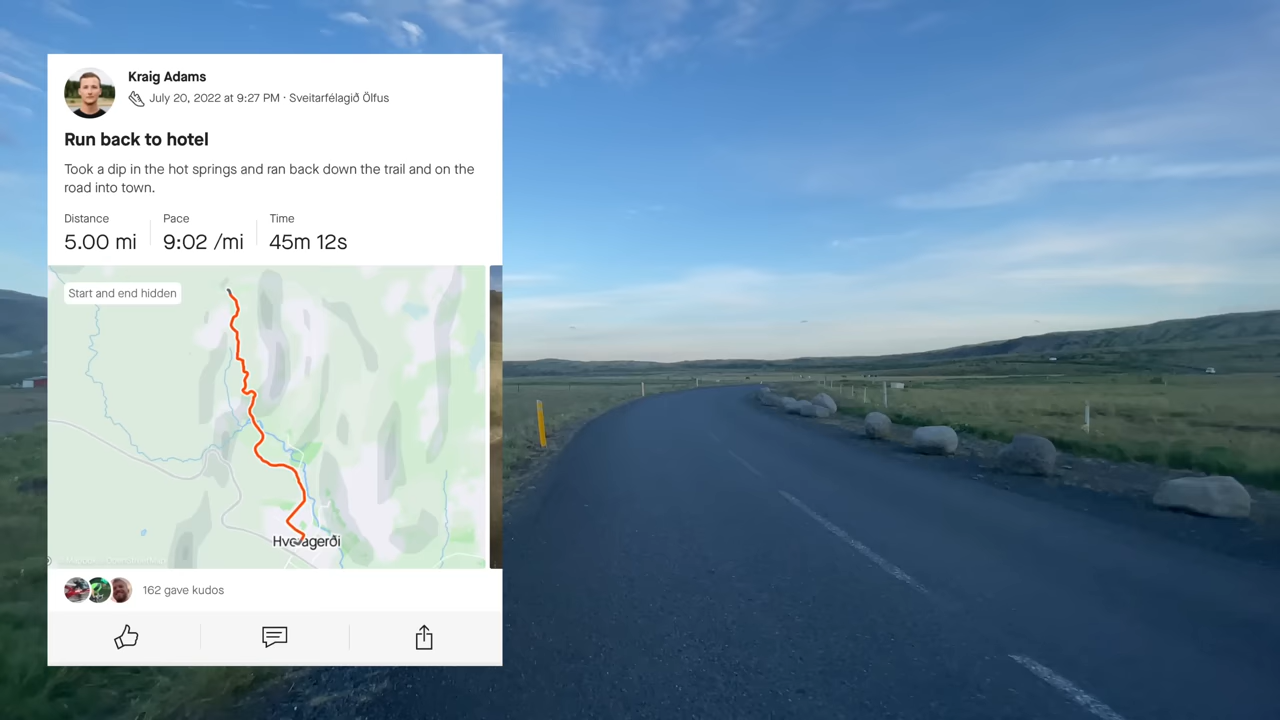 Kraig Adams
July 20, 2022 at 9:27 PM · Sveitarfélagið Ölfus
Run back to hotel
Took a dip in the hot springs and ran back down the trail and on the
road into town.
Distance Pace Time
5.00 mi 9:02 /mi 45m 12s
Start and end hidden
162 gave kudos